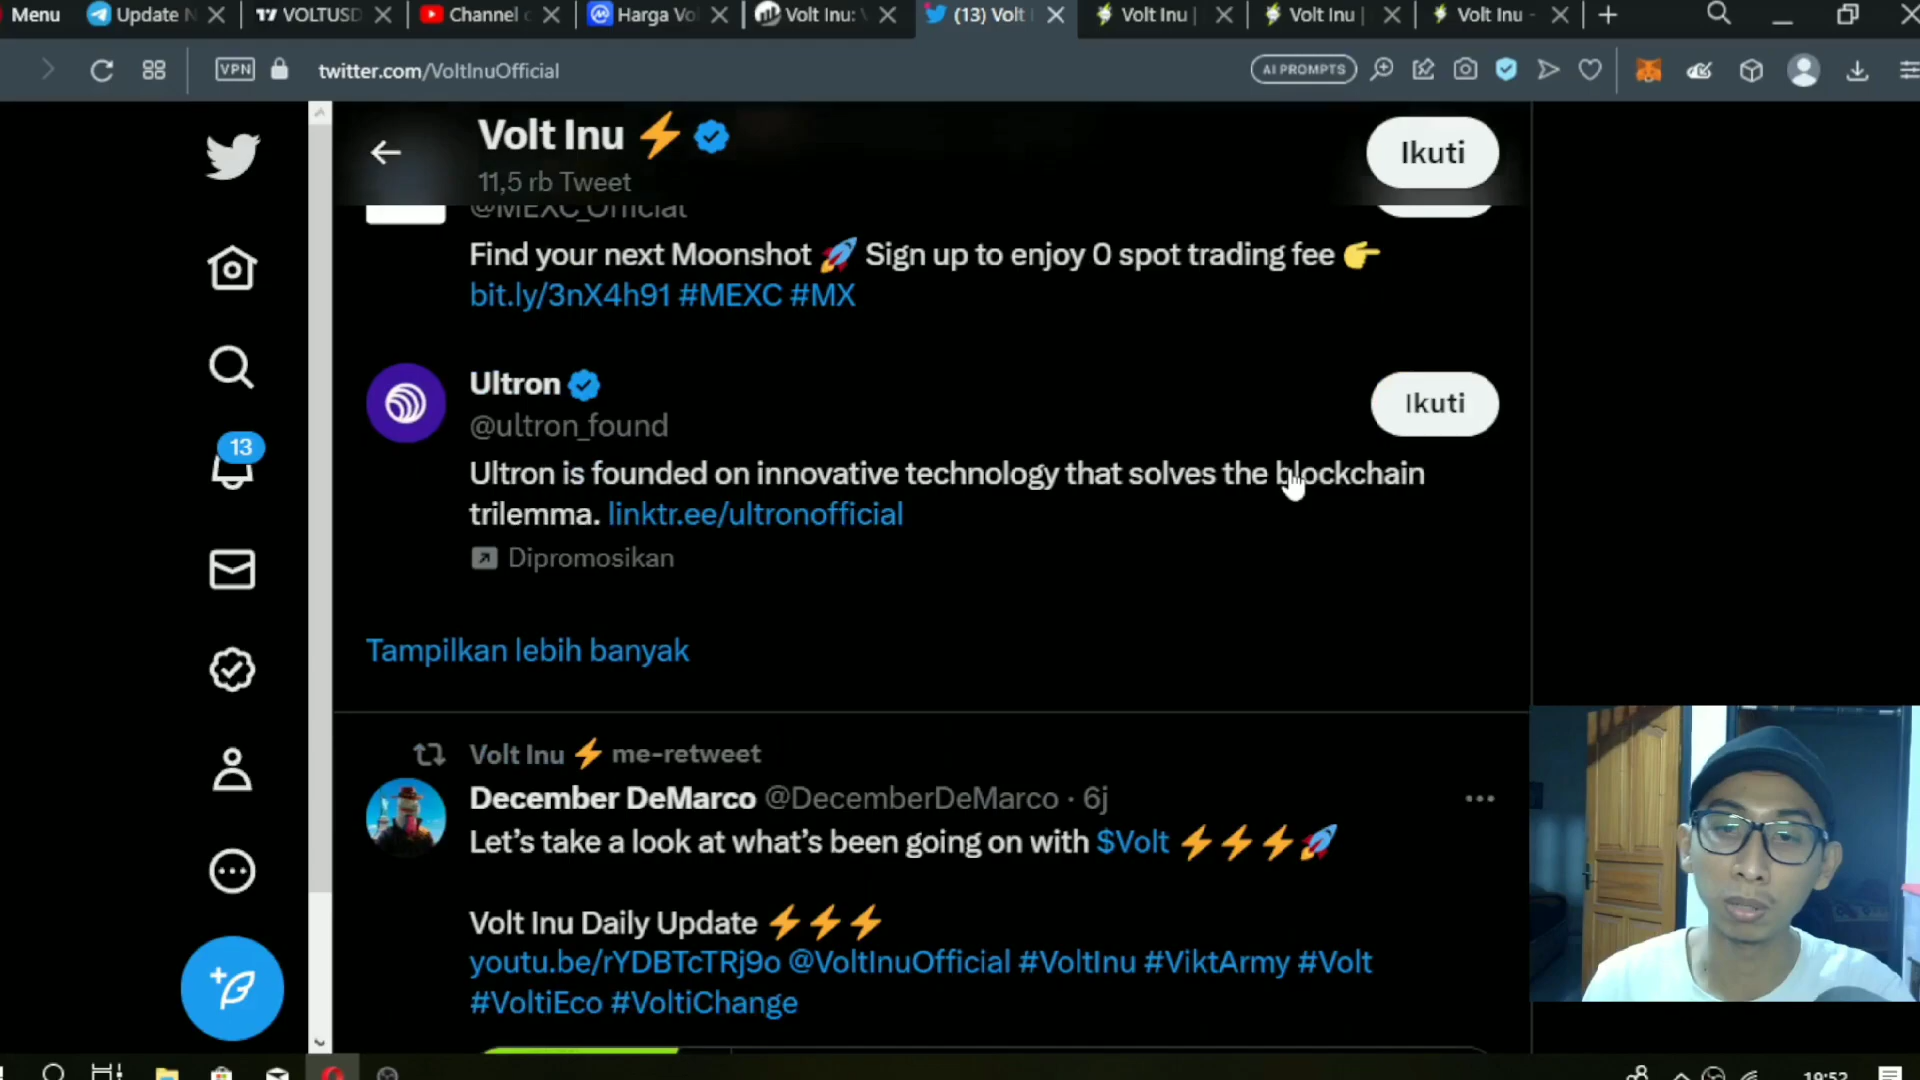 Menu
Update N
VOLTUSD
Channel
Harga Vo
Volt Inu:
(13) Volt
Volt Inu |
Volt Inu |
Volt Inu -
VPN
twitter.com/VoltInuOfficial
AI PROMPTS
Volt Inu ⚡
11,5 rb Tweet
Ikuti
@MEXC_Official
Find your next Moonshot 🚀 Sign up to enjoy 0 spot trading fee 👉
bit.ly/3nX4h91 #MEXC #MX
Ultron
@ultron_found
Ikuti
Ultron is founded on innovative technology that solves the blockchain
trilemma. linktr.ee/ultronofficial
Dipromosikan
13
Tampilkan lebih banyak
Volt Inu ⚡ me-retweet
December DeMarco @DecemberDeMarco · 6j
Let's take a look at what's been going on with $Volt ⚡⚡⚡🚀
Volt Inu Daily Update ⚡⚡⚡
youtu.be/rYDBTcTRj9o @VoltInuOfficial #VoltInu #ViktArmy #Volt
#VoltiEco #VoltiChange
19:52